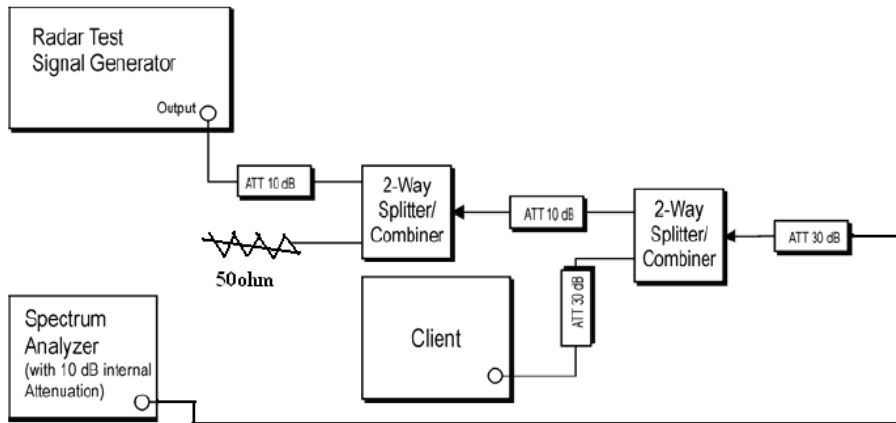 Radar Test
Signal Generator
Output
ATT 10 dB
2-Way
Splitter/
Combiner
ATT 10 dB
2-Way
Splitter/
Combiner
ATT 30 dB
50ohm
ATT 30 dB
Client
Spectrum
Analyzer
(with 10 dB internal
Attenuation)